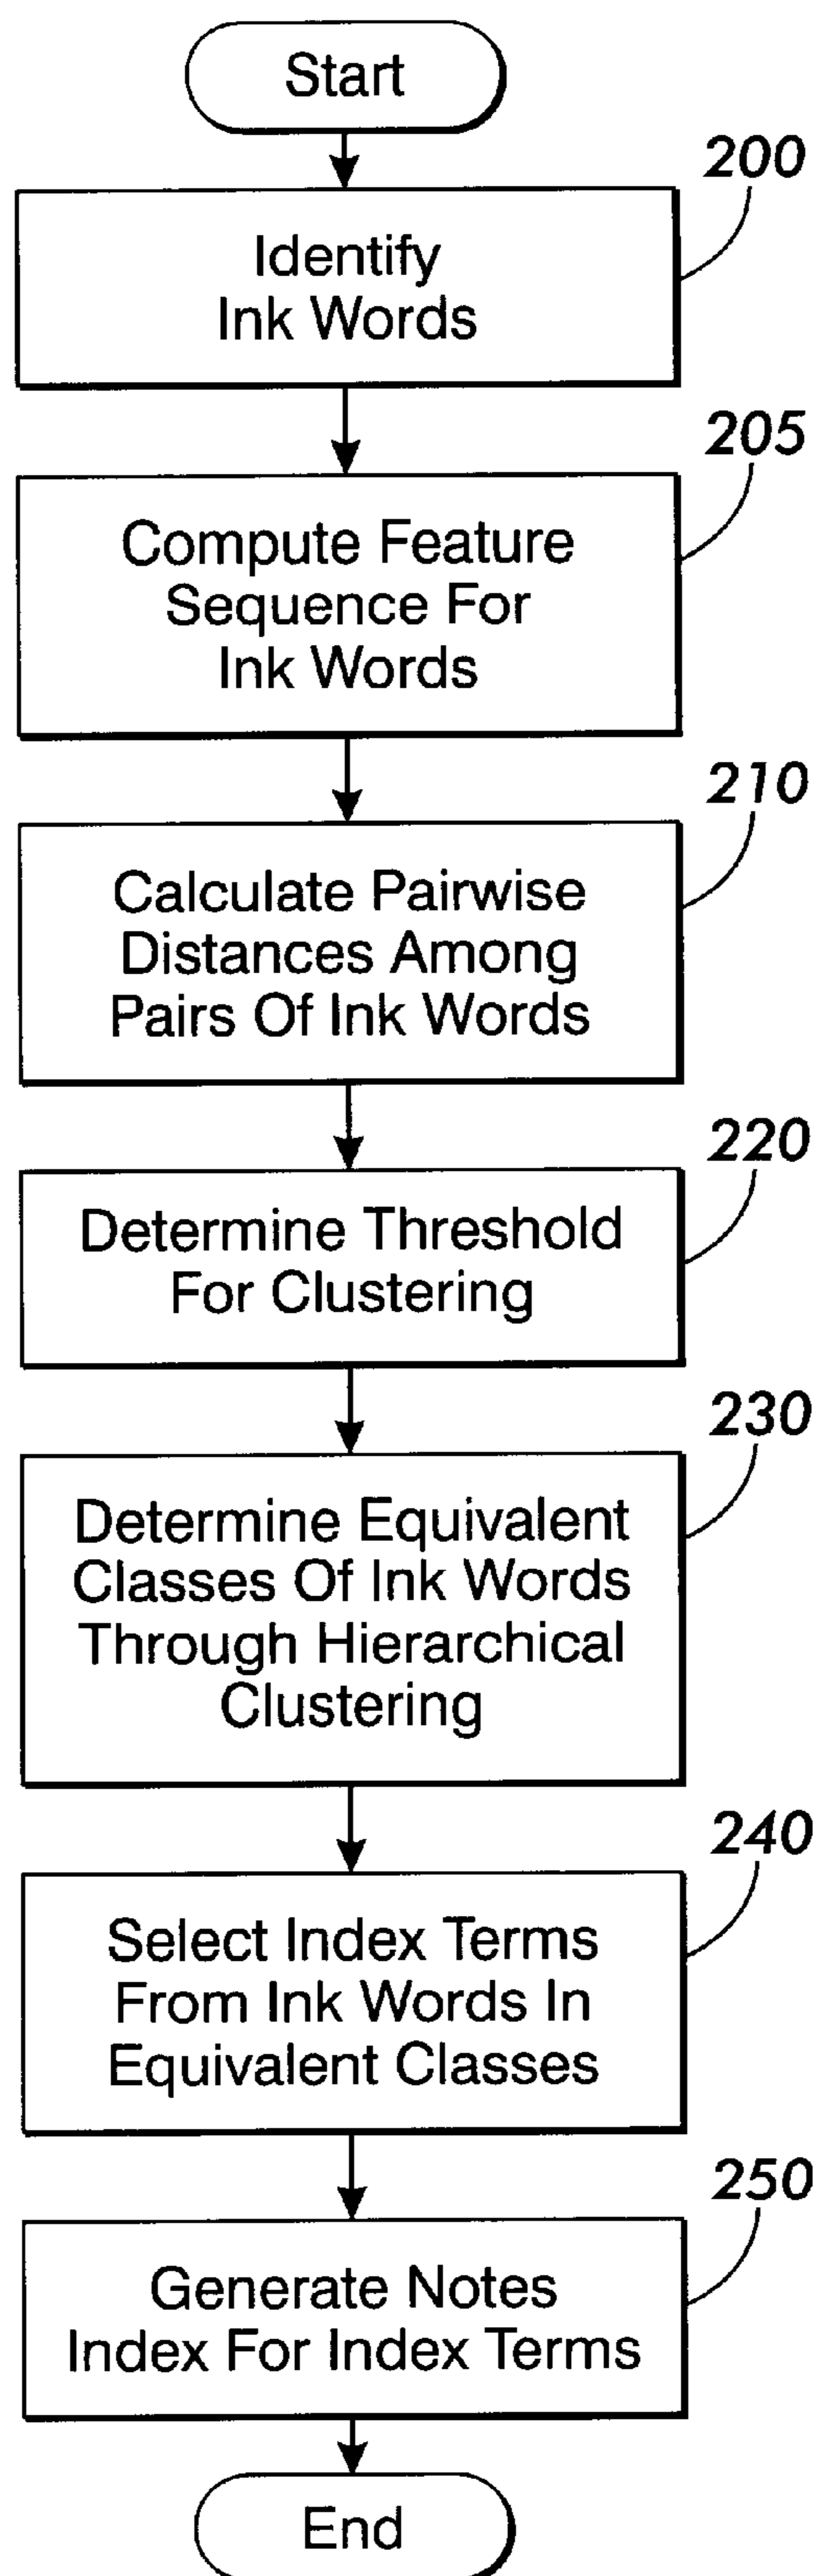 Start
200
Identify
Ink Words
205
Compute Feature
Sequence For
Ink Words
210
Calculate Pairwise
Distances Among
Pairs Of Ink Words
220
Determine Threshold
For Clustering
230
Determine Equivalent
Classes Of Ink Words
Through Hierarchical
Clustering
240
Select Index Terms
From Ink Words In
Equivalent Classes
250
Generate Notes
Index For Index Terms
End